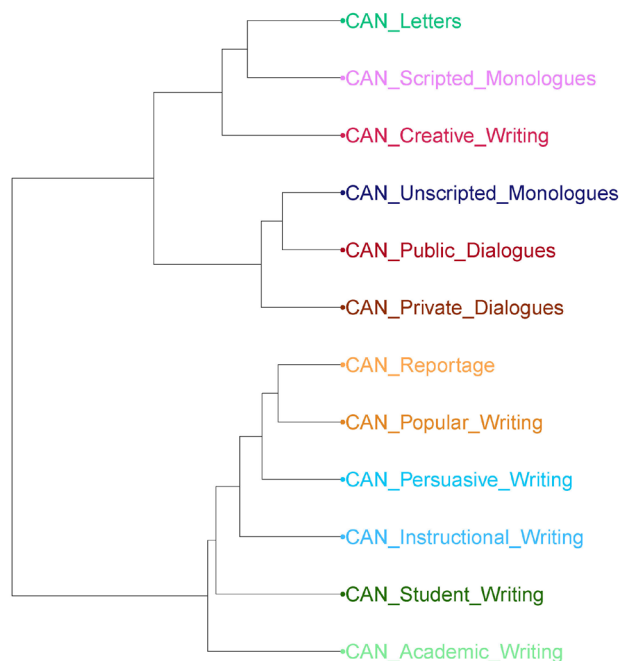 CAN_Letters
CAN_Scripted_Monologues
CAN_Creative_Writing
CAN_Unscripted_Monologues
CAN_Public_Dialogues
CAN_Private_Dialogues
CAN_Reportage
CAN_Popular_Writing
CAN_Persuasive_Writing
CAN_Instructional_Writing
CAN_Student_Writing
CAN_Academic_Writing